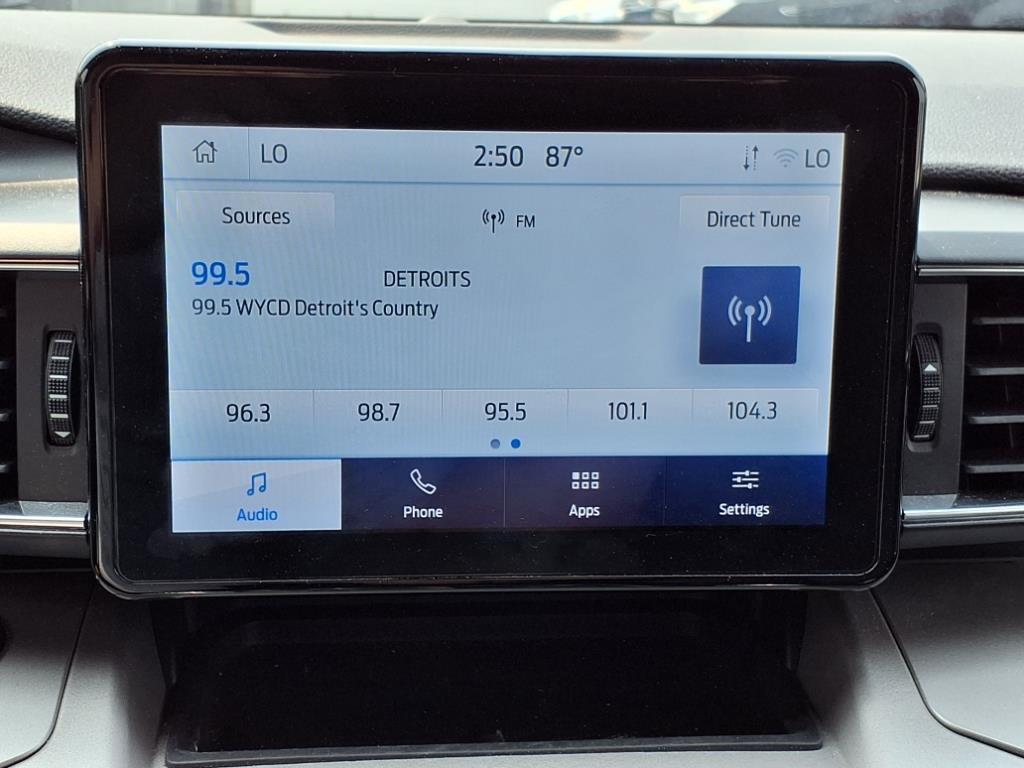 LO 2:50 87° LO
Sources FM Direct Tune
99.5 DETROITS
99.5 WYCD Detroit's Country
96.3 98.7 95.5 101.1 104.3
Audio Phone Apps Settings